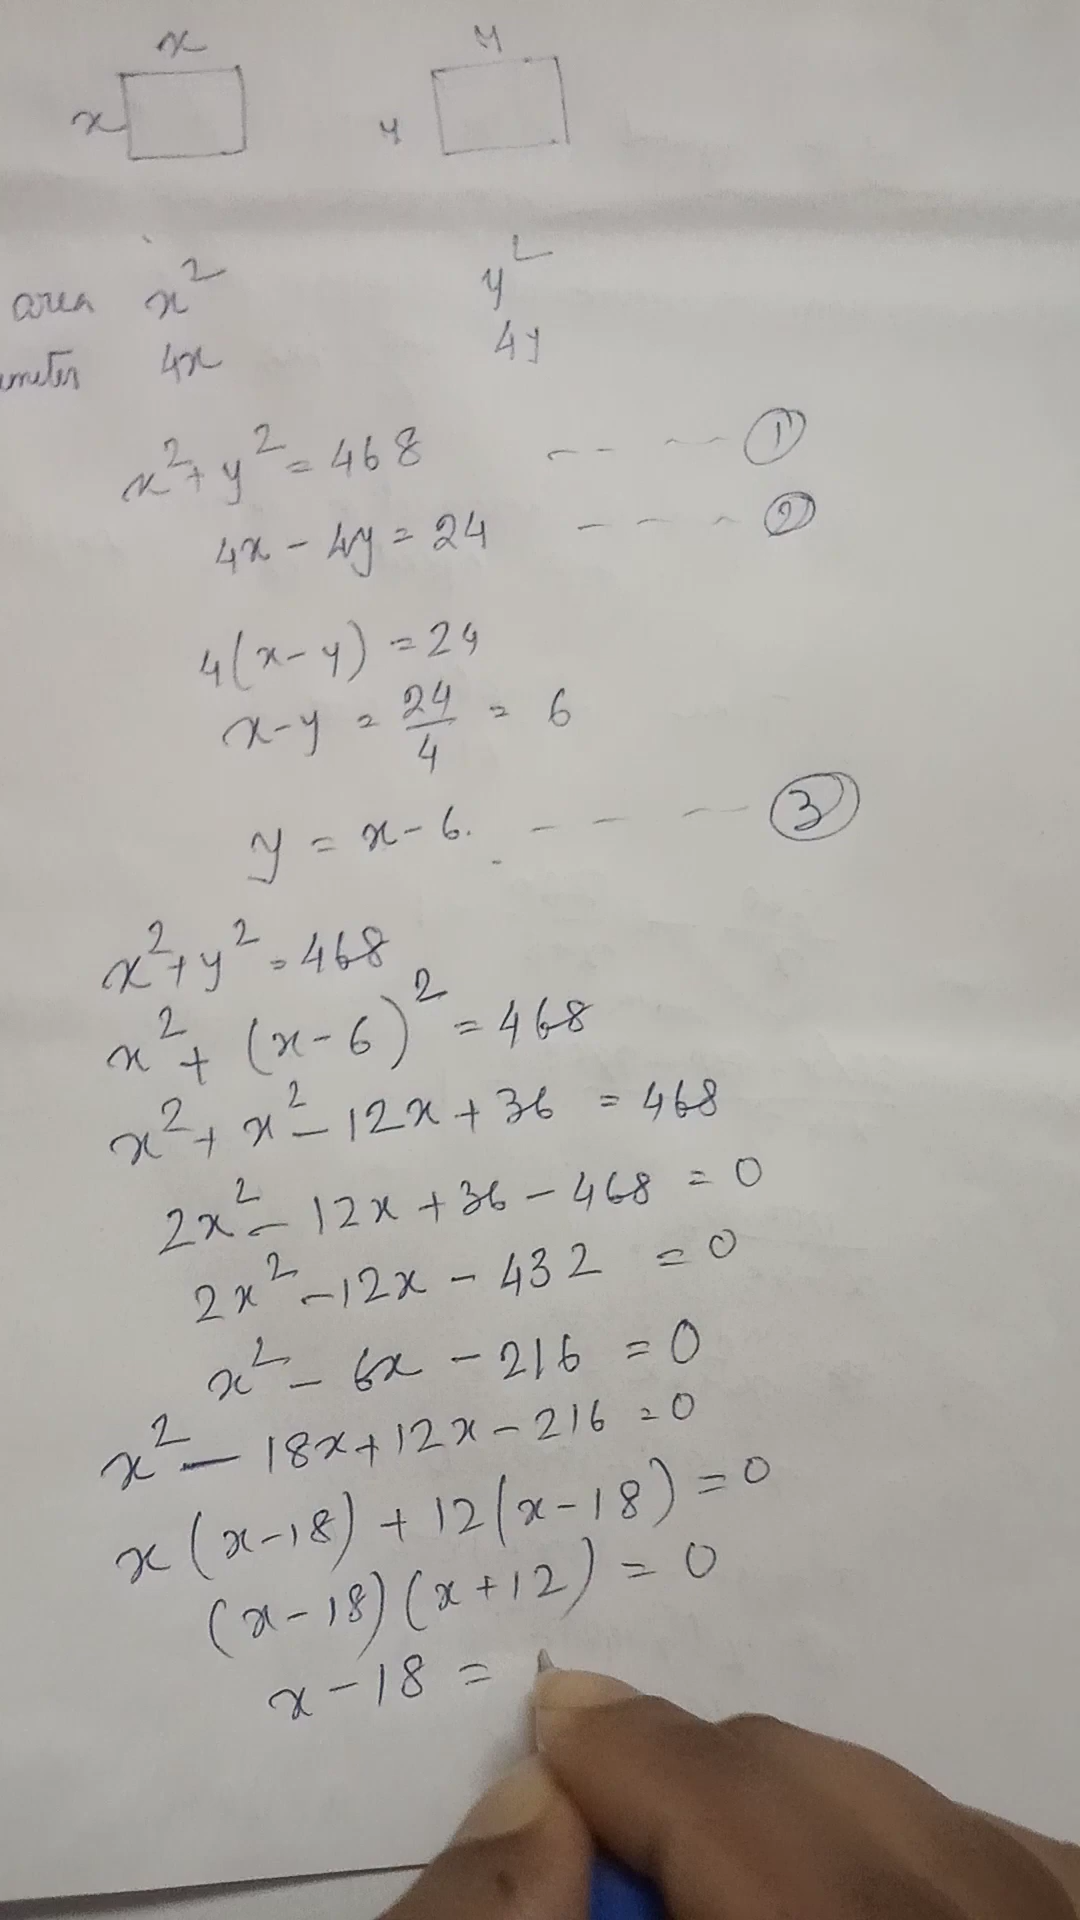 x y
x y
area x² y²
4x 4y
x² + y² = 468 -- -- ①
4x - 4y = 24 - - - - ②
4(x-y) = 24
x-y = 24/4 = 6
y = x-6. - - - - ③
x² + y² = 468
x² + (x-6)² = 468
x² + x² - 12x + 36 = 468
2x² - 12x + 36 - 468 = 0
2x² - 12x - 432 = 0
x² - 6x - 216 = 0
x² - 18x + 12x - 216 = 0
x(x-18) + 12(x-18) = 0
(x-18)(x+12) = 0
x - 18 =